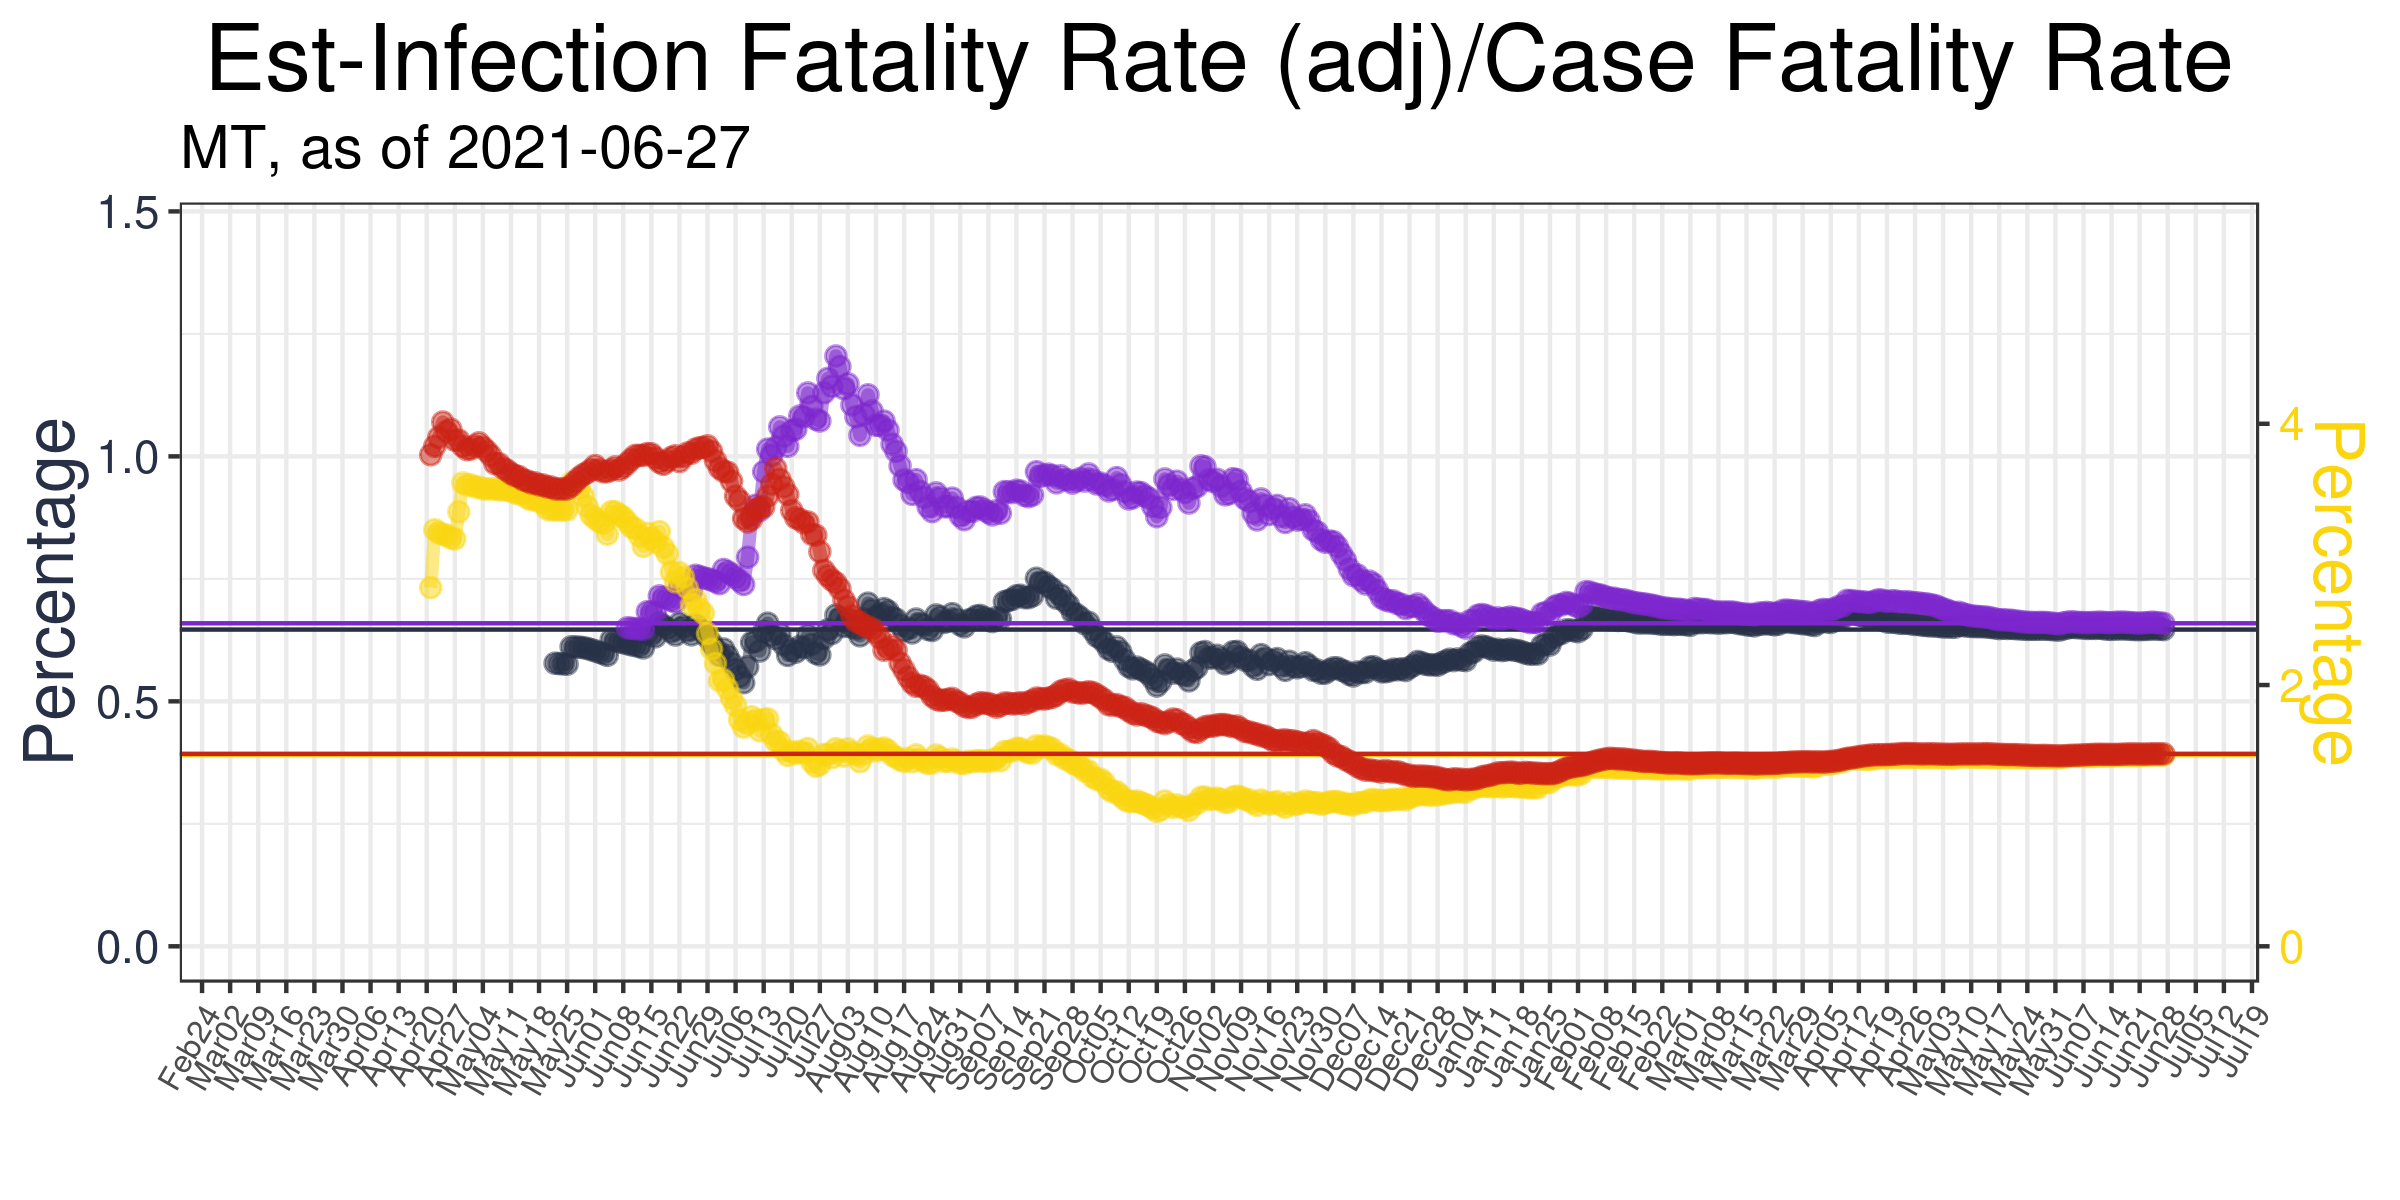 Est-Infection Fatality Rate (adj)/Case Fatality Rate
MT, as of 2021-06-27
Percentage
1.5
1.0
0.5
0.0
4
2
0
Percentage
Feb24
Mar02
Mar09
Mar16
Mar23
Mar30
Apr06
Apr13
Apr20
Apr27
May04
May11
May18
May25
Jun01
Jun08
Jun15
Jun22
Jun29
Jul06
Jul13
Jul20
Jul27
Aug03
Aug10
Aug17
Aug24
Aug31
Sep07
Sep14
Sep21
Sep28
Oct05
Oct12
Oct19
Oct26
Nov02
Nov09
Nov16
Nov23
Nov30
Dec07
Dec14
Dec21
Dec28
Jan04
Jan11
Jan18
Jan25
Feb01
Feb08
Feb15
Feb22
Mar01
Mar08
Mar15
Mar22
Mar29
Apr05
Apr12
Apr19
Apr26
May03
May10
May17
May24
May31
Jun07
Jun14
Jun21
Jun28
Jul05
Jul12
Jul19